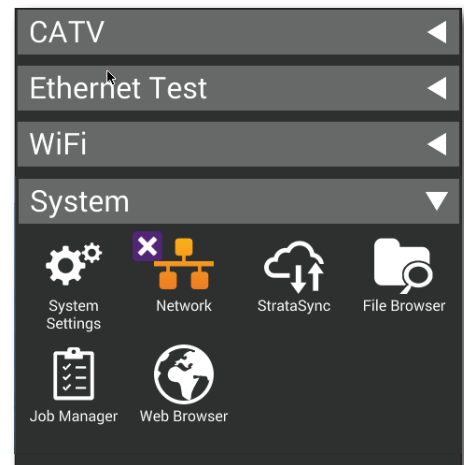 CATV
Ethernet Test
WiFi
System
System
Settings
Network
StrataSync
File Browser
Job Manager
Web Browser